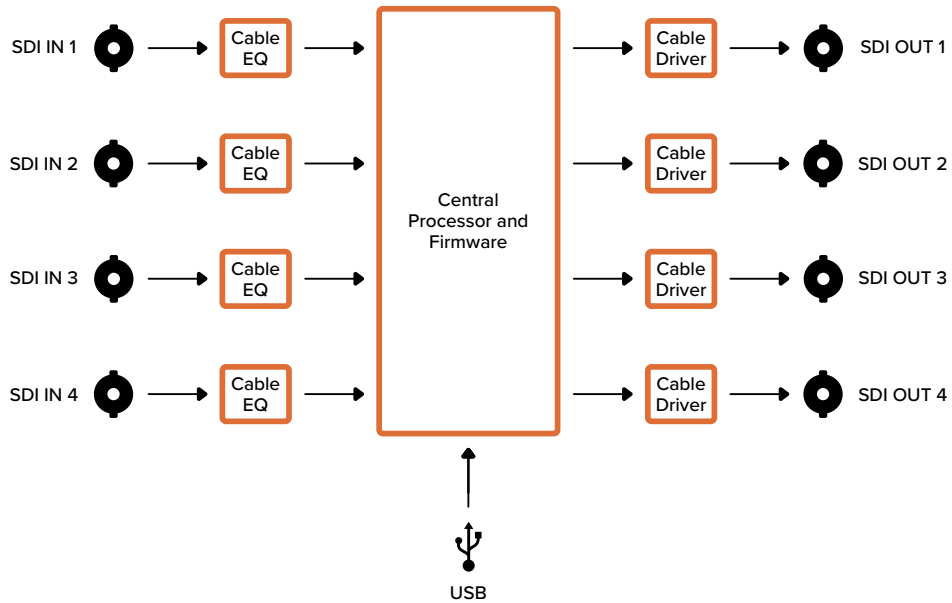 SDI IN 1
Cable
EQ
Cable
Driver
SDI OUT 1
SDI IN 2
Cable
EQ
Cable
Driver
SDI OUT 2
Central
Processor and
Firmware
SDI IN 3
Cable
EQ
Cable
Driver
SDI OUT 3
SDI IN 4
Cable
EQ
Cable
Driver
SDI OUT 4
USB